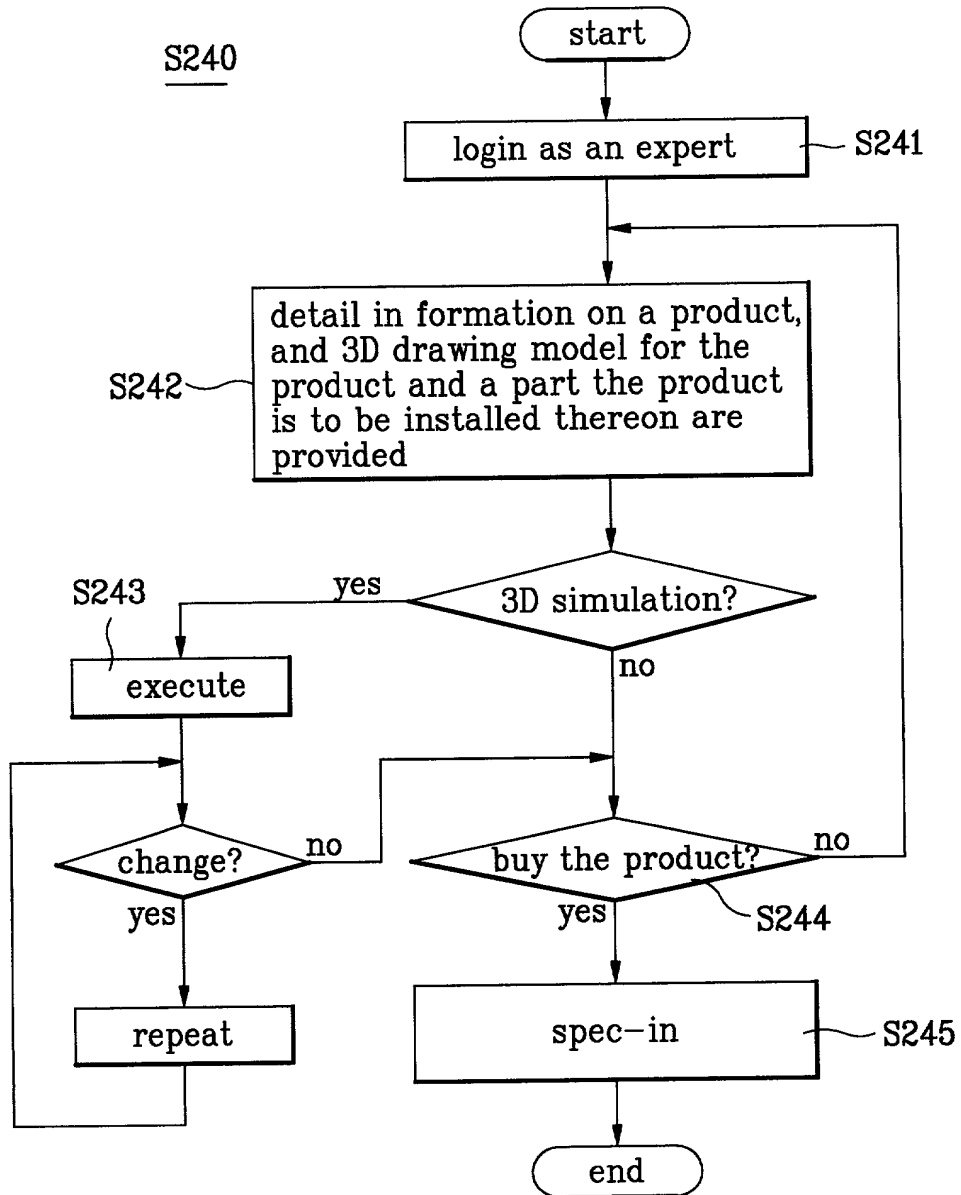 start
S240
login as an expert
S241
detail in formation on a product,
and 3D drawing model for the
product and a part the product
is to be installed thereon are
provided
S242
3D simulation?
yes
no
S243
execute
change?
no
yes
repeat
buy the product?
no
yes
S244
spec-in
S245
end